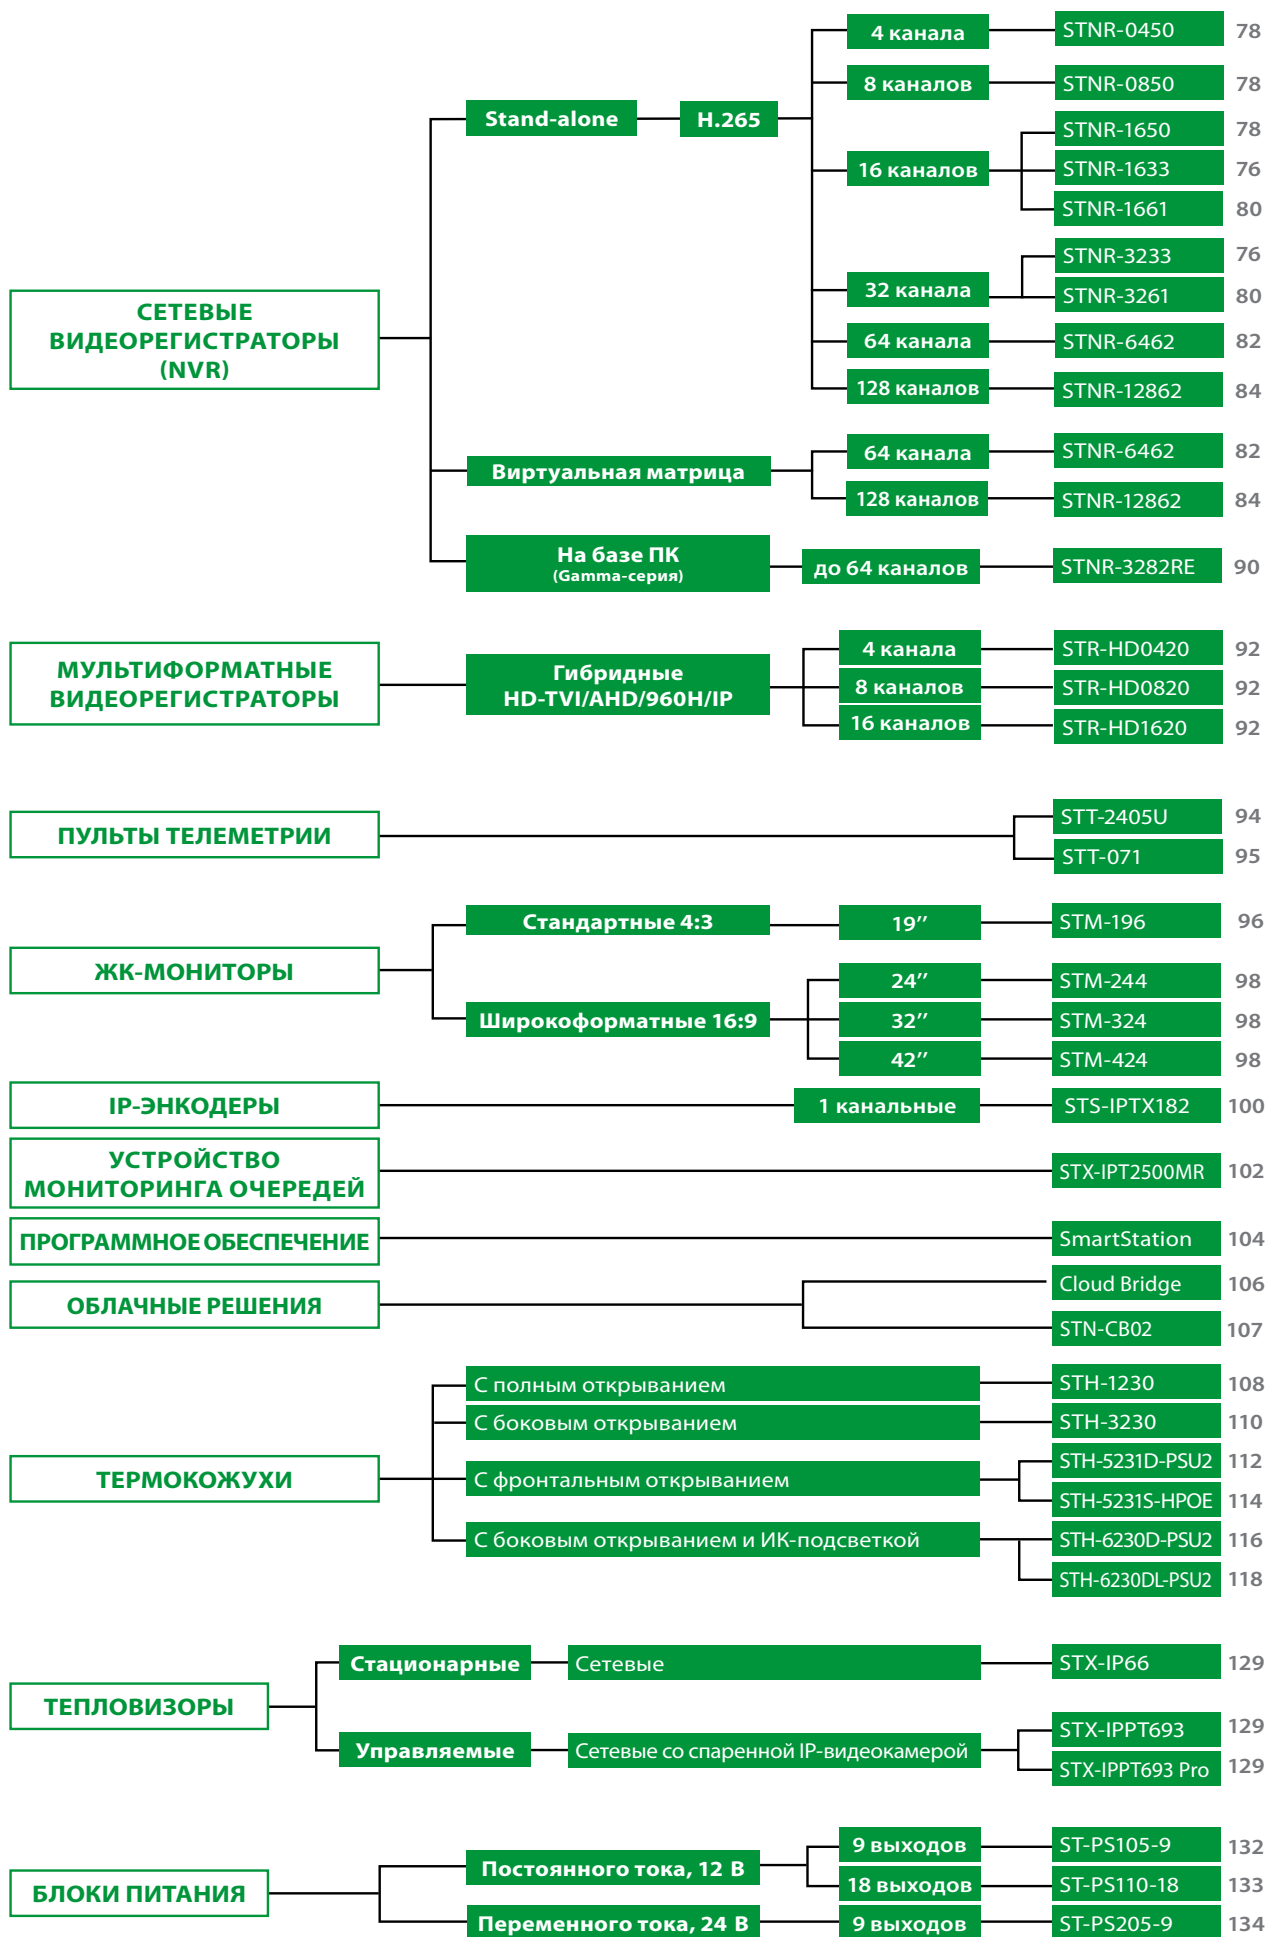 4 канала STNR-0450 78
8 каналов STNR-0850 78
Stand-alone H.265
STNR-1650 78
16 каналов STNR-1633 76
STNR-1661 80
STNR-3233 76
32 канала STNR-3261 80
СЕТЕВЫЕ
ВИДЕОРЕГИСТРАТОРЫ
(NVR)
64 канала STNR-6462 82
128 каналов STNR-12862 84
64 канала STNR-6462 82
Виртуальная матрица
128 каналов STNR-12862 84
На базе ПК
(Gamma-серия)
до 64 каналов STNR-3282RE 90
МУЛЬТИФОРМАТНЫЕ
ВИДЕОРЕГИСТРАТОРЫ
Гибридные
HD-TVI/AHD/960H/IP
4 канала STR-HD0420 92
8 каналов STR-HD0820 92
16 каналов STR-HD1620 92
ПУЛЬТЫ ТЕЛЕМЕТРИИ
STT-2405U 94
STT-071 95
ЖК-МОНИТОРЫ
Стандартные 4:3 19’’ STM-196 96
Широкоформатные 16:9
24’’ STM-244 98
32’’ STM-324 98
42’’ STM-424 98
IP-ЭНКОДЕРЫ 1 канальные STS-IPTX182 100
УСТРОЙСТВО
МОНИТОРИНГА ОЧЕРЕДЕЙ
STX-IPT2500MR 102
ПРОГРАММНОЕ ОБЕСПЕЧЕНИЕ SmartStation 104
ОБЛАЧНЫЕ РЕШЕНИЯ
Cloud Bridge 106
STN-CB02 107
ТЕРМОКОЖУХИ
С полным открыванием STH-1230 108
С боковым открыванием STH-3230 110
С фронтальным открыванием
STH-5231D-PSU2 112
STH-5231S-HPOE 114
С боковым открыванием и ИК-подсветкой STH-6230D-PSU2 116
STH-6230DL-PSU2 118
ТЕПЛОВИЗОРЫ
Стационарные Сетевые STX-IP66 129
Управляемые Сетевые со спаренной IP-видеокамерой
STX-IPPT693 129
STX-IPPT693 Pro 129
БЛОКИ ПИТАНИЯ
Постоянного тока, 12 В
9 выходов ST-PS105-9 132
18 выходов ST-PS110-18 133
Переменного тока, 24 В 9 выходов ST-PS205-9 134